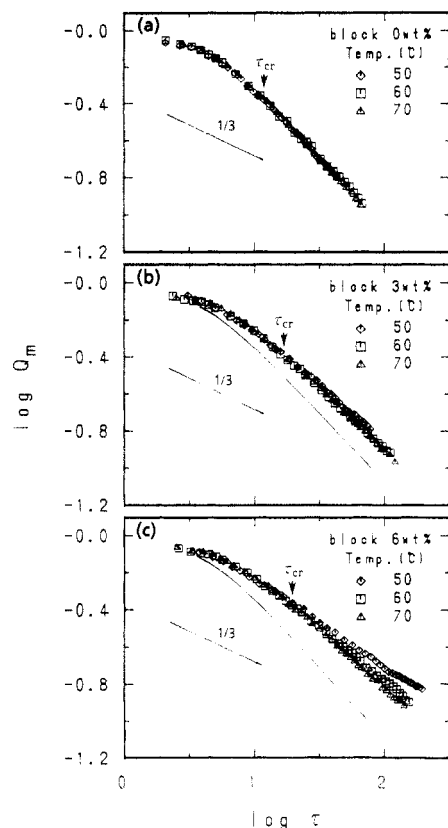 (a)
block 0wt%
Temp.(℃)
50
60
70
τcr
1/3
-0.0
-0.4
-0.8
-1.2
(b)
block 3wt%
Temp.(℃)
50
60
70
τcr
1/3
-0.0
-0.4
-0.8
-1.2
log Qm
(c)
block 6wt%
Temp.(℃)
50
60
70
τcr
1/3
-0.0
-0.4
-0.8
-1.2
0 1 2
log τ